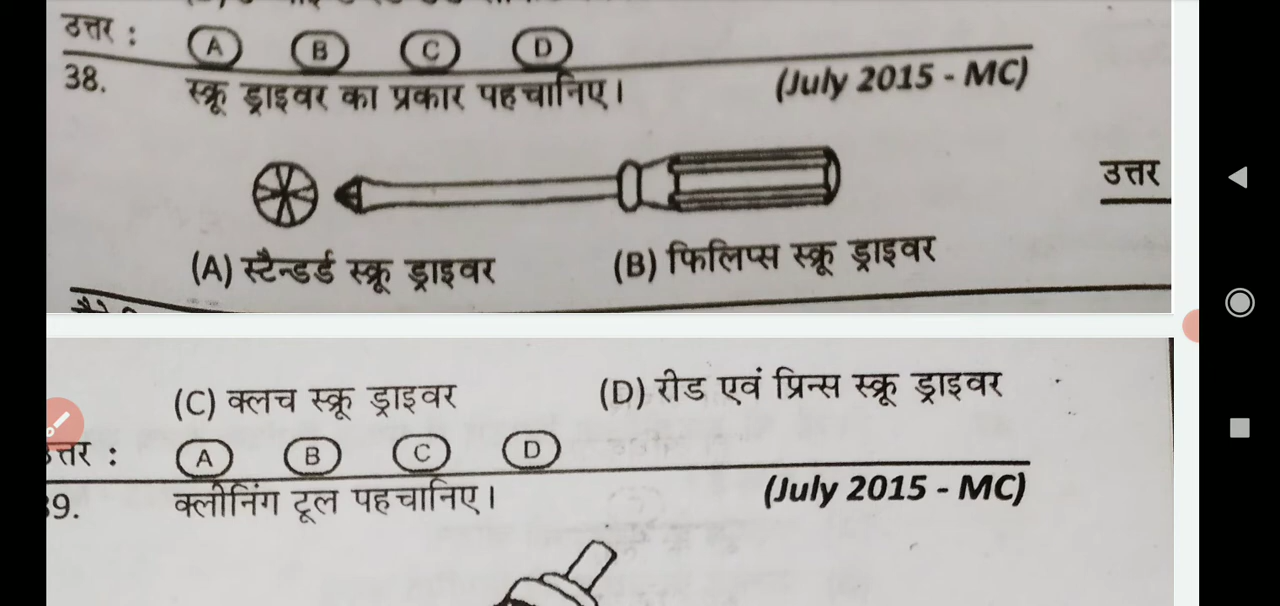 उत्तर : A B C D
38. स्क्रू ड्राइवर का प्रकार पहचानिए। (July 2015 - MC)
उत्तर
(A) स्टैन्डर्ड स्क्रू ड्राइवर (B) फिलिप्स स्क्रू ड्राइवर
(C) क्लच स्क्रू ड्राइवर (D) रीड एवं प्रिन्स स्क्रू ड्राइवर
त्तर : A B C D
9. क्लीनिंग टूल पहचानिए। (July 2015 - MC)